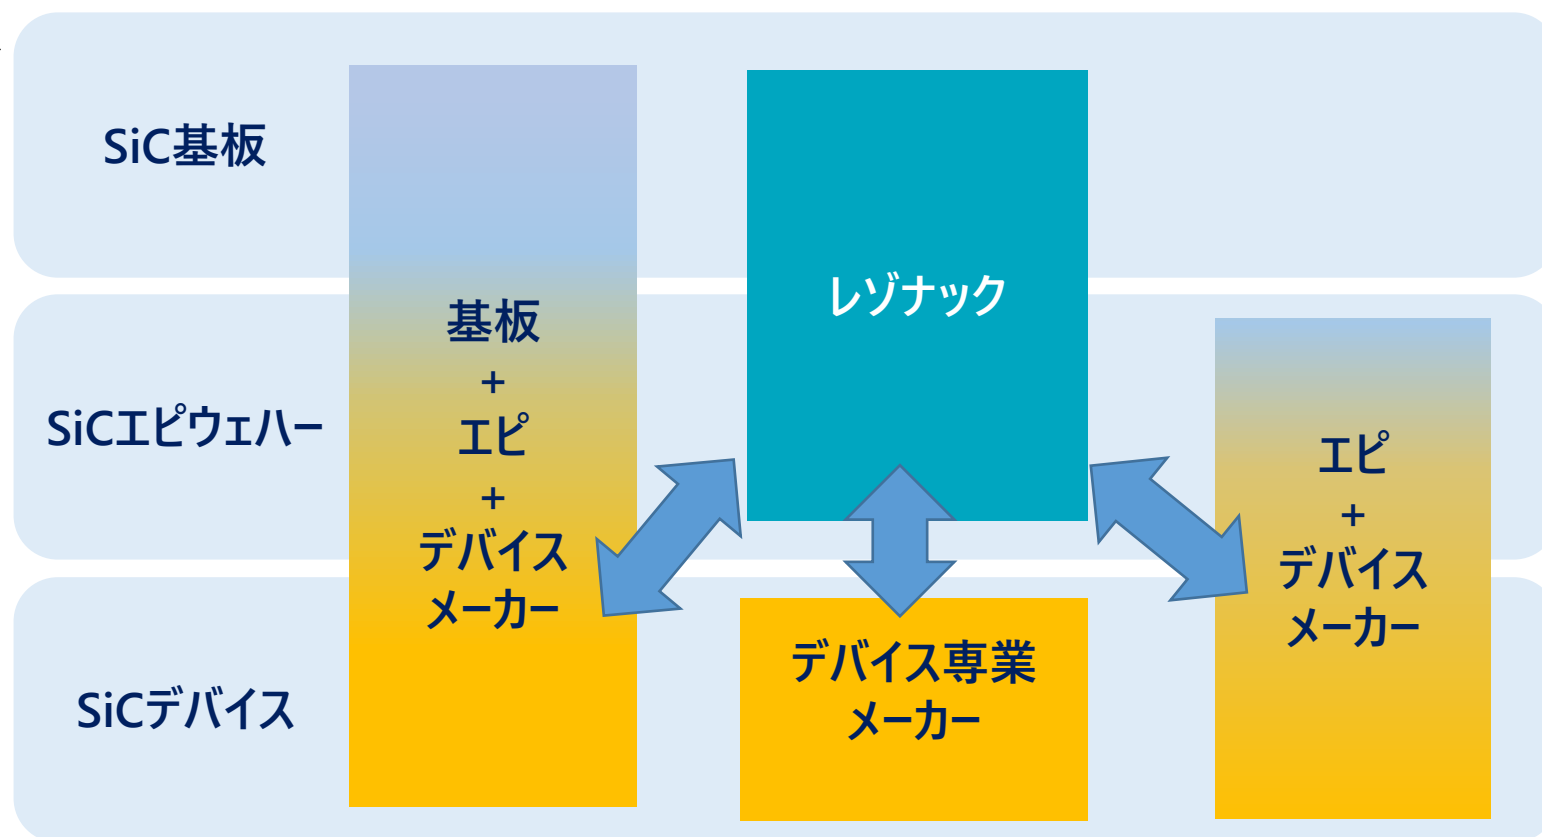 SiC基板
SiCエピウェハー
SiCデバイス
基板
+
エピ
+
デバイス
メーカー
レゾナック
デバイス専業
メーカー
エピ
+
デバイス
メーカー